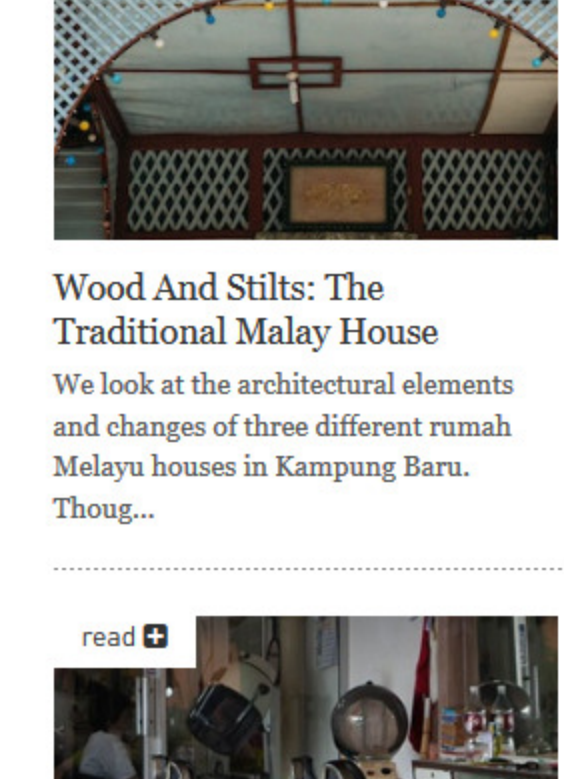 Wood And Stilts: The
Traditional Malay House
We look at the architectural elements
and changes of three different rumah
Melayu houses in Kampung Baru.
Thoug...
read